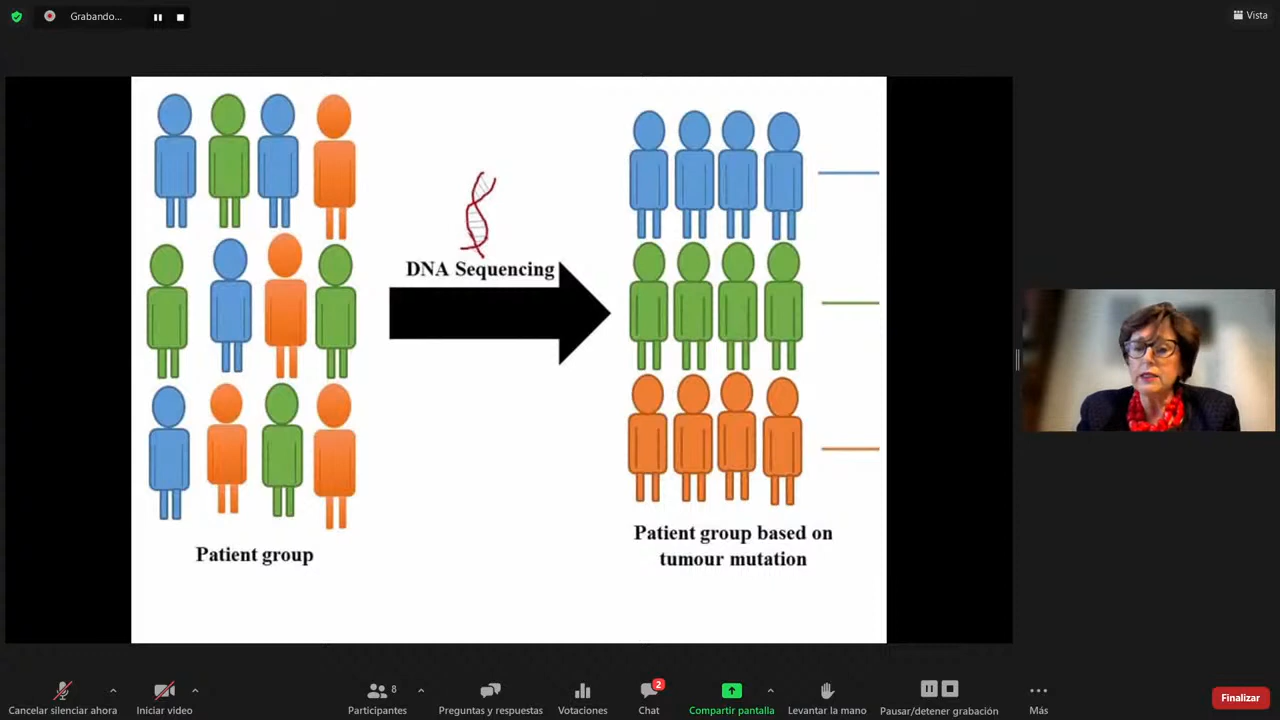 Grabando...
Vista
DNA Sequencing
Patient group
Patient group based on
tumour mutation
Cancelar silenciar ahora
Iniciar video
8
Participantes
Preguntas y respuestas
Votaciones
2
Chat
Compartir pantalla
Levantar la mano
Pausar/detener grabación
Más
Finalizar